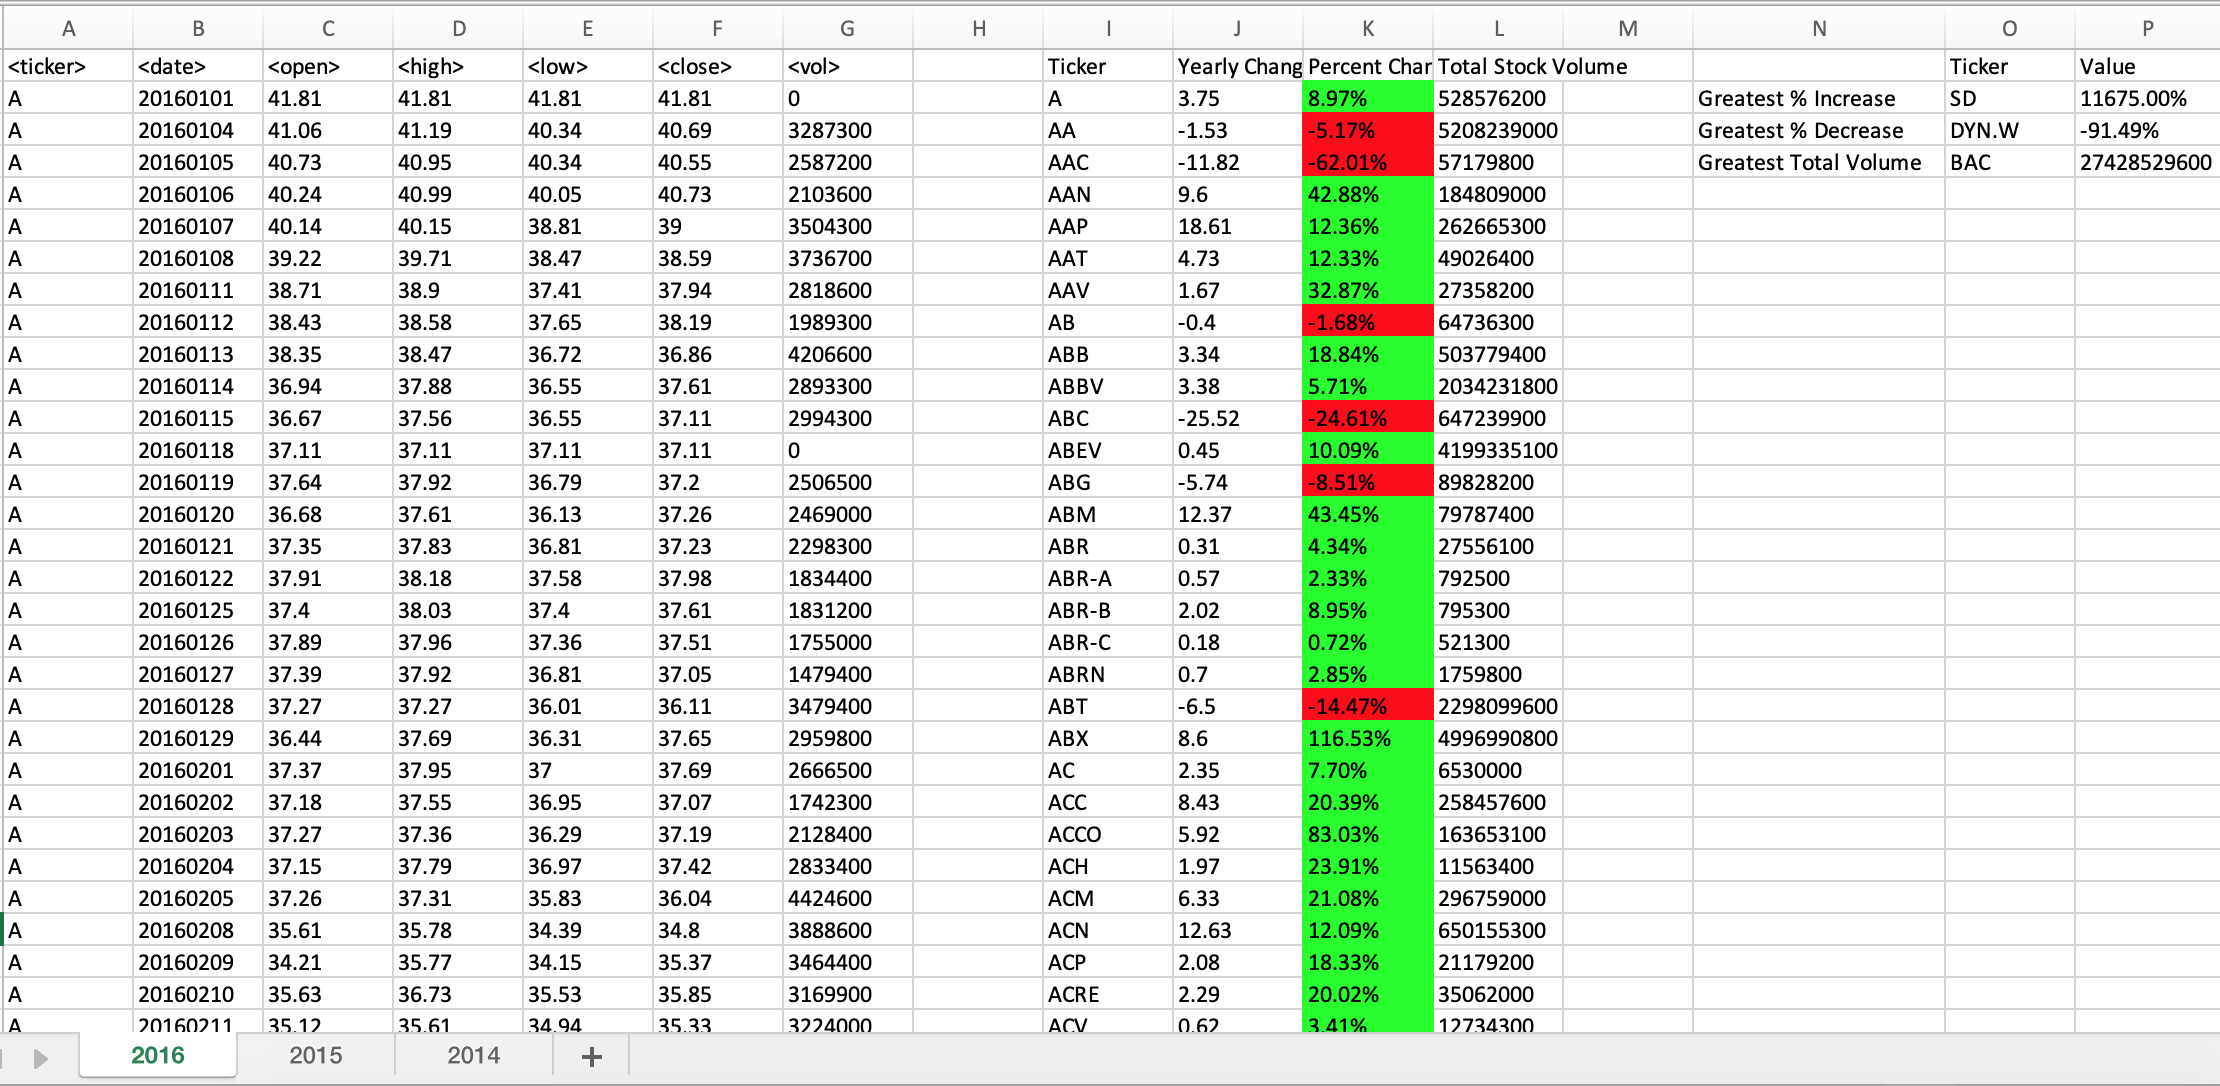 A B C D E F G H I J K L M N O P
<ticker> <date> <open> <high> <low> <close> <vol> Ticker Yearly Chang Percent Char Total Stock Volume Ticker Value
A 20160101 41.81 41.81 41.81 41.81 0 A 3.75 8.97% 528576200 Greatest % Increase SD 11675.00%
A 20160104 41.06 41.19 40.34 40.69 3287300 AA -1.53 -5.17% 5208239000 Greatest % Decrease DYN.W -91.49%
A 20160105 40.73 40.95 40.34 40.55 2587200 AAC -11.82 -62.01% 57179800 Greatest Total Volume BAC 27428529600
A 20160106 40.24 40.99 40.05 40.73 2103600 AAN 9.6 42.88% 184809000
A 20160107 40.14 40.15 38.81 39 3504300 AAP 18.61 12.36% 262665300
A 20160108 39.22 39.71 38.47 38.59 3736700 AAT 4.73 12.33% 49026400
A 20160111 38.71 38.9 37.41 37.94 2818600 AAV 1.67 32.87% 27358200
A 20160112 38.43 38.58 37.65 38.19 1989300 AB -0.4 -1.68% 64736300
A 20160113 38.35 38.47 36.72 36.86 4206600 ABB 3.34 18.84% 503779400
A 20160114 36.94 37.88 36.55 37.61 2893300 ABBV 3.38 5.71% 2034231800
A 20160115 36.67 37.56 36.55 37.11 2994300 ABC -25.52 -24.61% 647239900
A 20160118 37.11 37.11 37.11 37.11 0 ABEV 0.45 10.09% 4199335100
A 20160119 37.64 37.92 36.79 37.2 2506500 ABG -5.74 -8.51% 89828200
A 20160120 36.68 37.61 36.13 37.26 2469000 ABM 12.37 43.45% 79787400
A 20160121 37.35 37.83 36.81 37.23 2298300 ABR 0.31 4.34% 27556100
A 20160122 37.91 38.18 37.58 37.98 1834400 ABR-A 0.57 2.33% 792500
A 20160125 37.4 38.03 37.4 37.61 1831200 ABR-B 2.02 8.95% 795300
A 20160126 37.89 37.96 37.36 37.51 1755000 ABR-C 0.18 0.72% 521300
A 20160127 37.39 37.92 36.81 37.05 1479400 ABRN 0.7 2.85% 1759800
A 20160128 37.27 37.27 36.01 36.11 3479400 ABT -6.5 -14.47% 2298099600
A 20160129 36.44 37.69 36.31 37.65 2959800 ABX 8.6 116.53% 4996990800
A 20160201 37.37 37.95 37 37.69 2666500 AC 2.35 7.70% 6530000
A 20160202 37.18 37.55 36.95 37.07 1742300 ACC 8.43 20.39% 258457600
A 20160203 37.27 37.36 36.29 37.19 2128400 ACCO 5.92 83.03% 163653100
A 20160204 37.15 37.79 36.97 37.42 2833400 ACH 1.97 23.91% 11563400
A 20160205 37.26 37.31 35.83 36.04 4424600 ACM 6.33 21.08% 296759000
A 20160208 35.61 35.78 34.39 34.8 3888600 ACN 12.63 12.09% 650155300
A 20160209 34.21 35.77 34.15 35.37 3464400 ACP 2.08 18.33% 21179200
A 20160210 35.63 36.73 35.53 35.85 3169900 ACRE 2.29 20.02% 35062000
A 20160211 35.12 35.61 34.94 35.33 3224000 ACV 0.62 3.41% 12734300
2016 2015 2014 +